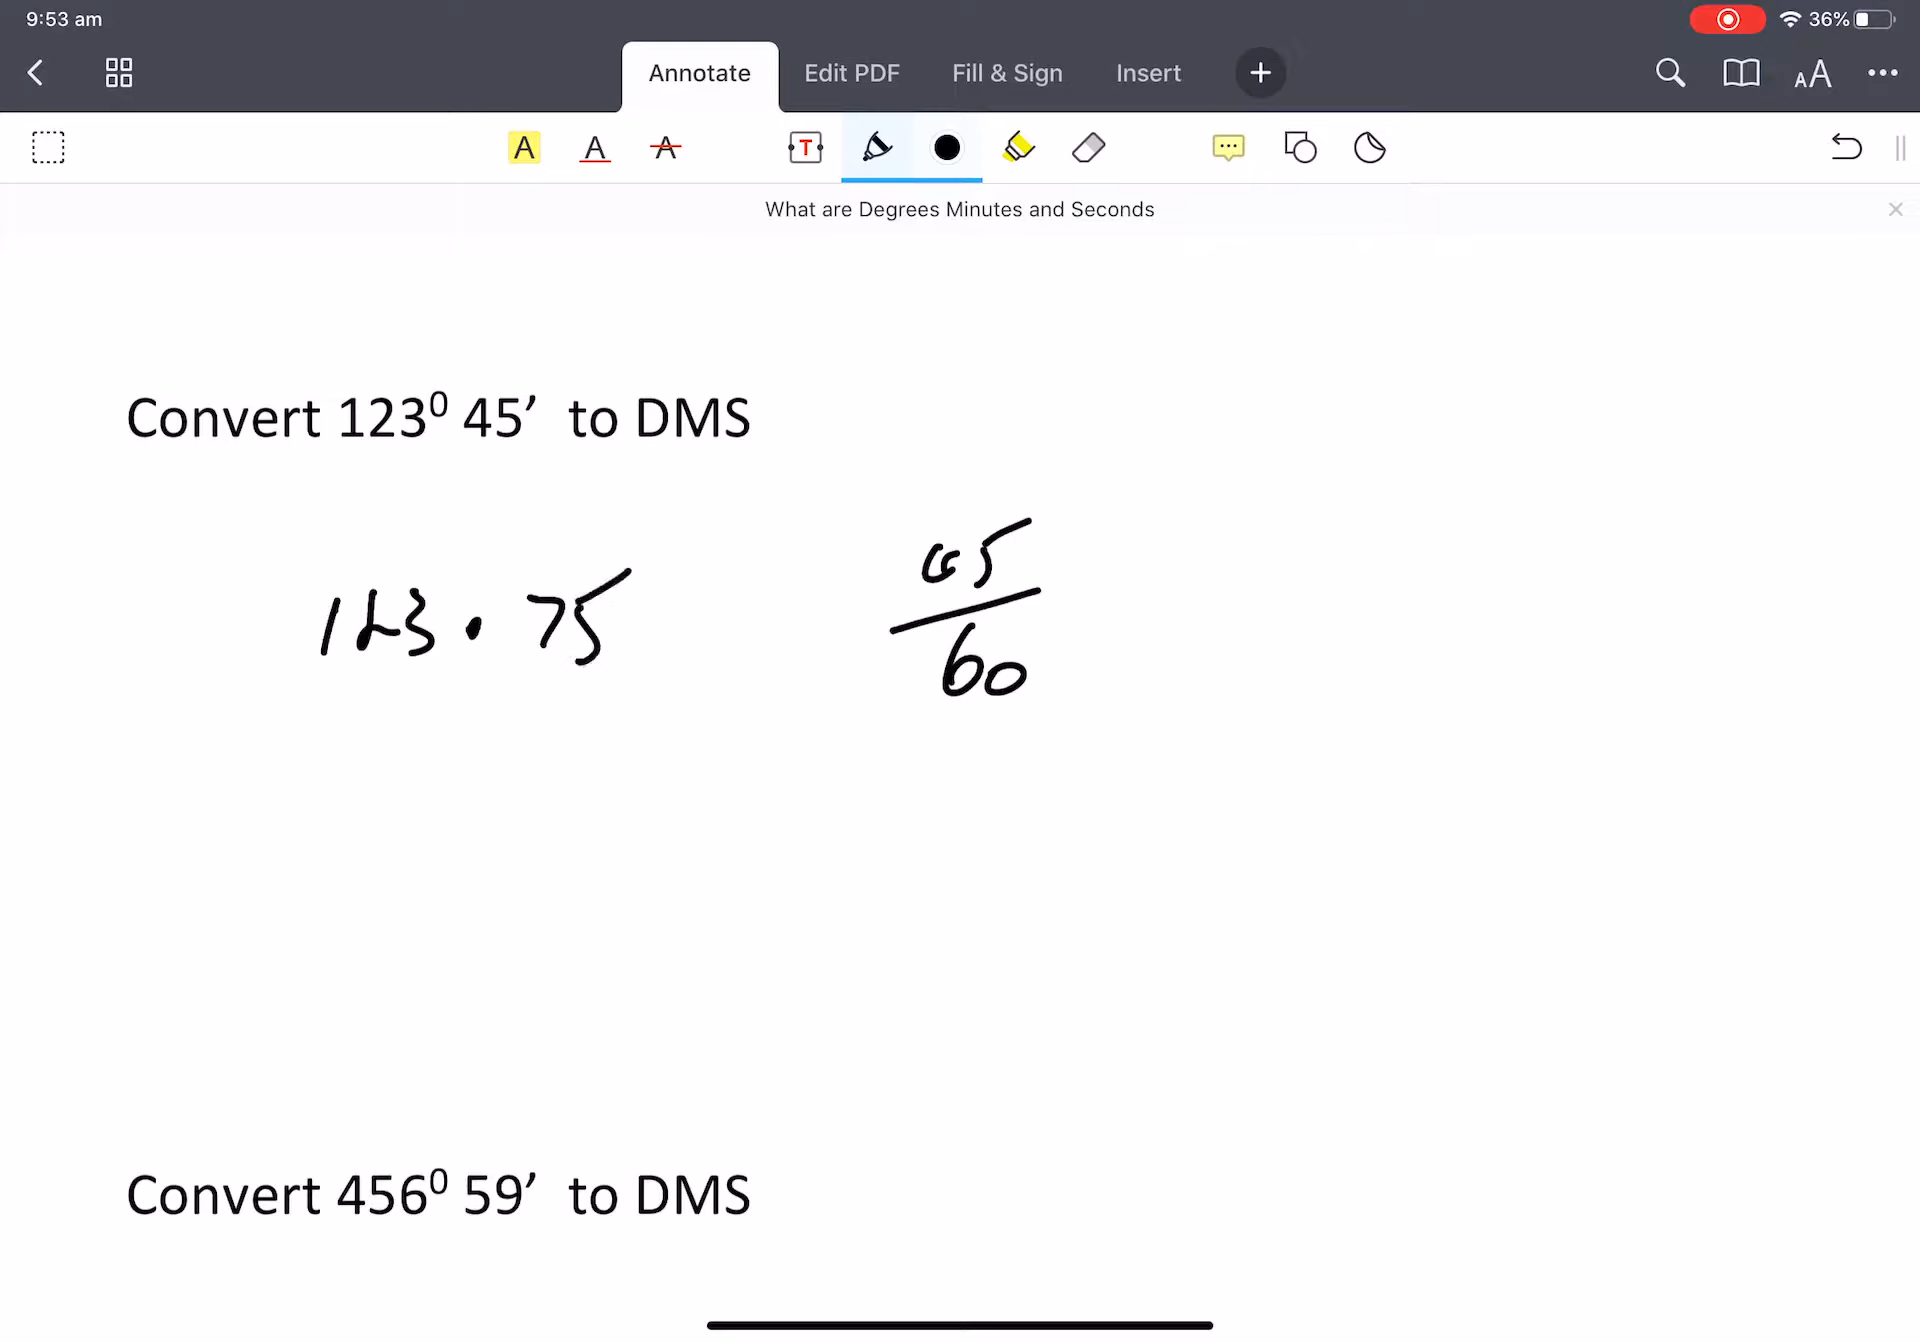 9:53 am
36%
Annotate
Edit PDF
Fill & Sign
Insert
AA
A
A
A
T
What are Degrees Minutes and Seconds
Convert 123⁰ 45′ to DMS
123.75
45
60
Convert 456⁰ 59′ to DMS